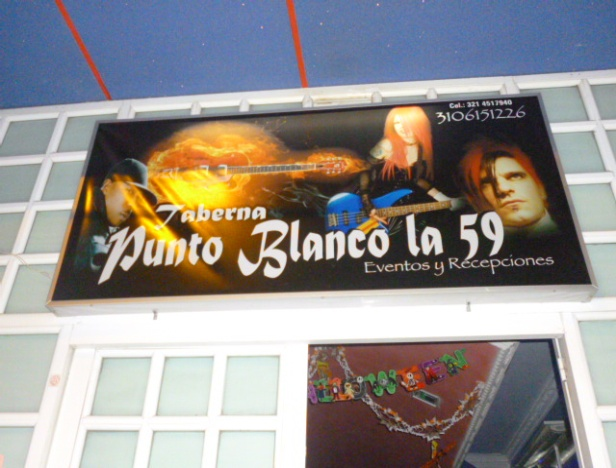 Cel.: 321 4517940
3106151226
Taberna
Punto Blanco la 59
Eventos y Recepciones